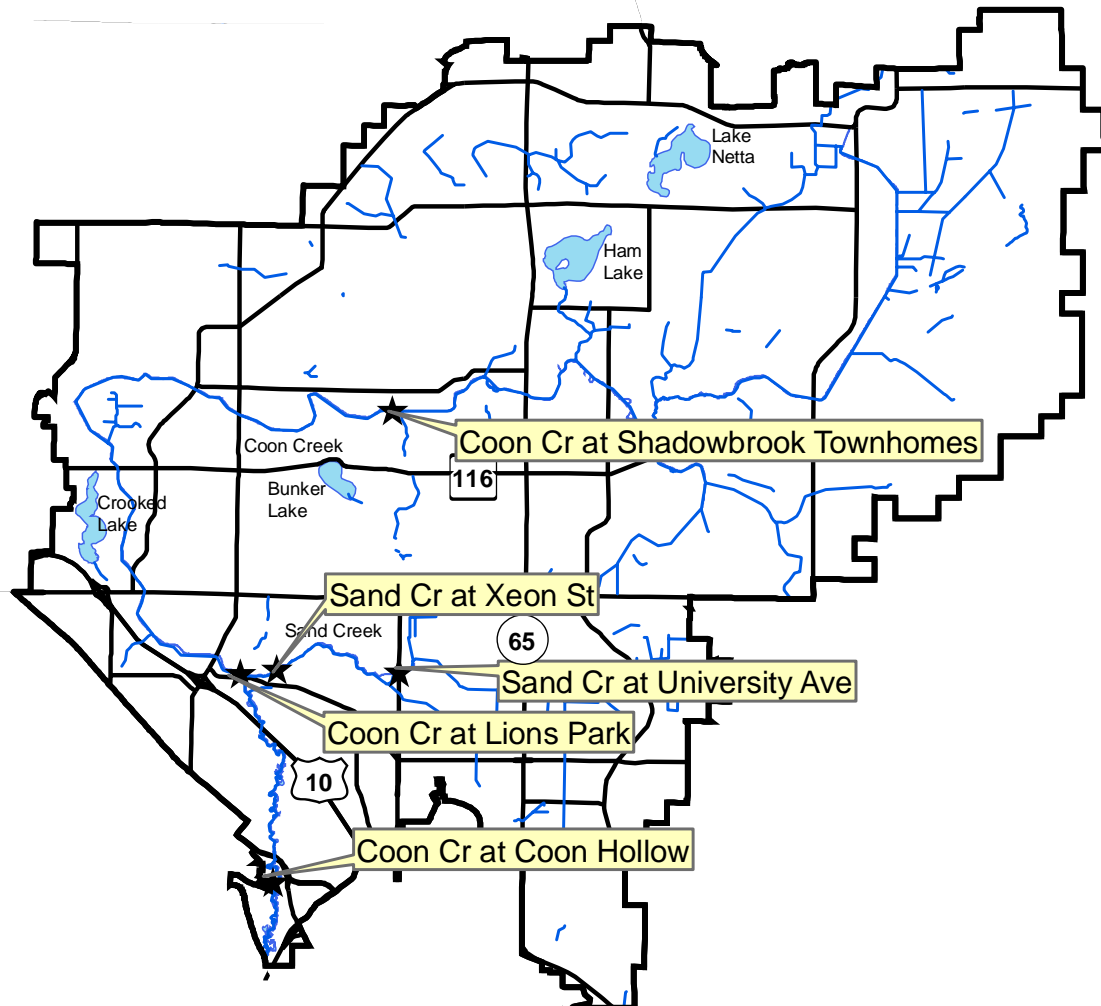 Lake
Netta
Ham
Lake
Coon Cr at Shadowbrook Townhomes
Coon Creek
116
Bunker
Lake
Crooked
Lake
Sand Cr at Xeon St
Sand Creek
65
Sand Cr at University Ave
Coon Cr at Lions Park
10
Coon Cr at Coon Hollow